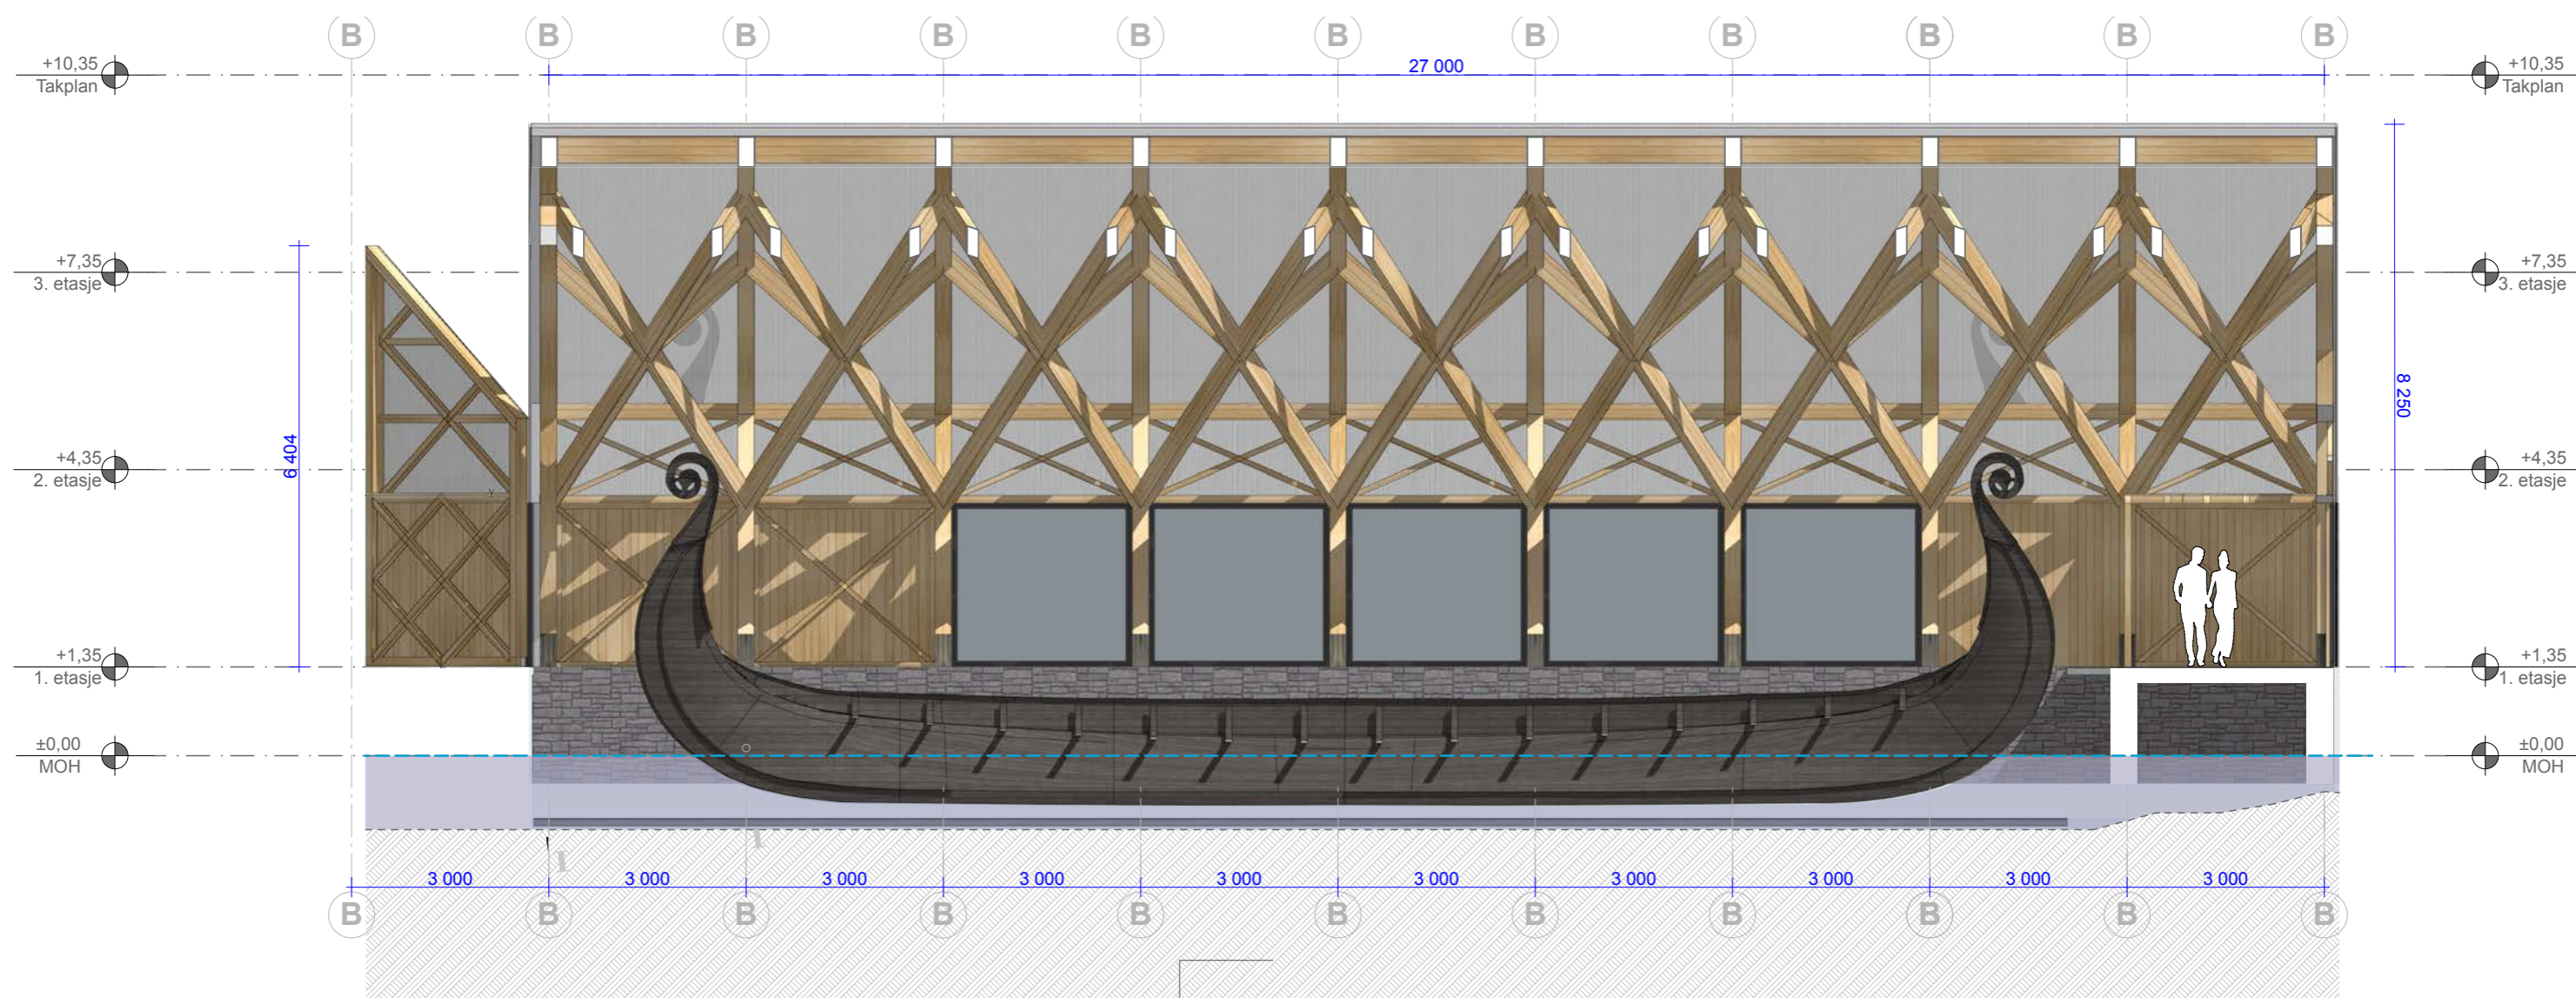 B B B B B B B B B B B
27 000
+10,35
Takplan
+10,35
Takplan
+7,35
3. etasje
+7,35
3. etasje
6 404
8 250
+4,35
2. etasje
+4,35
2. etasje
Y
+1,35
1. etasje
+1,35
1. etasje
±0,00
MOH
±0,00
MOH
3 000 3 000 3 000 3 000 3 000 3 000 3 000 3 000 3 000 3 000
B B B B B B B B B B B